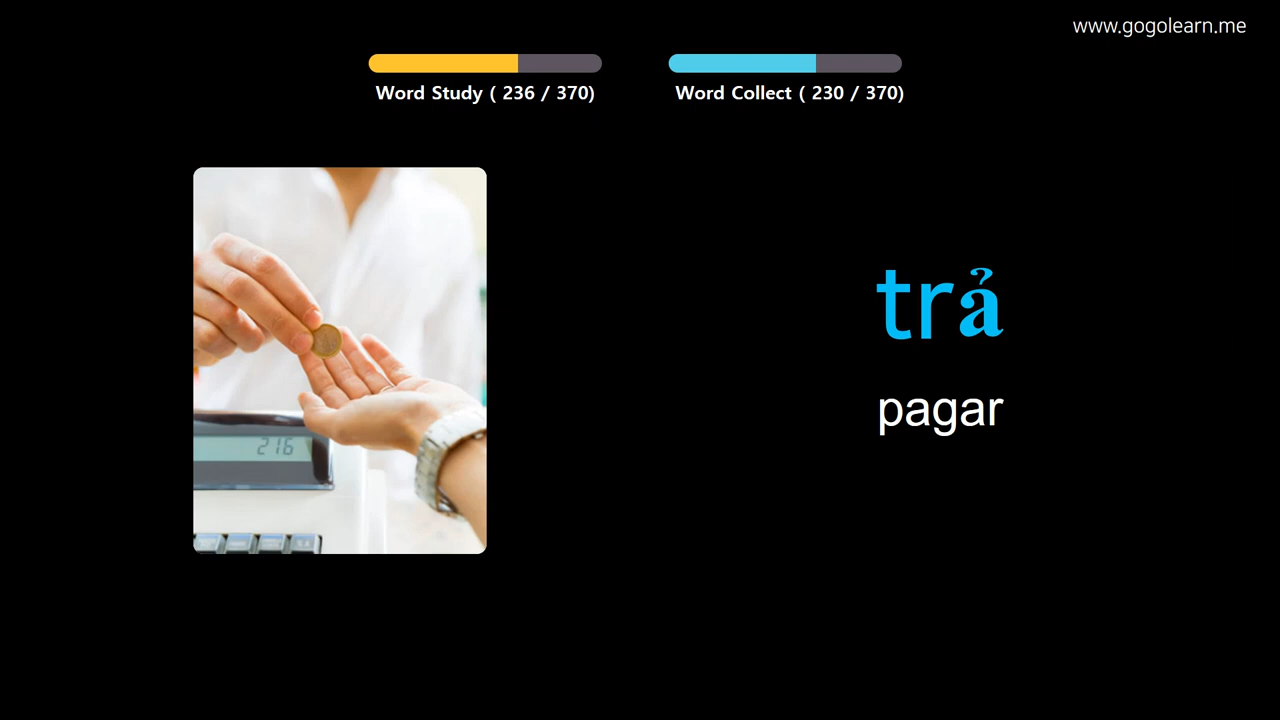 www.gogolearn.me
Word Study ( 236 / 370)
Word Collect ( 230 / 370)
trả
pagar
216